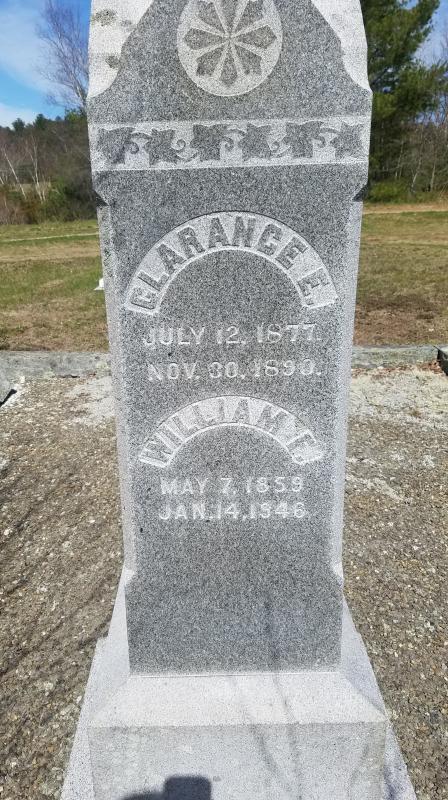 CLARANCE E.
JULY 12, 1877.
NOV. 30, 1890.
WILLIAM T.
MAY 7, 1859
JAN. 14, 1946